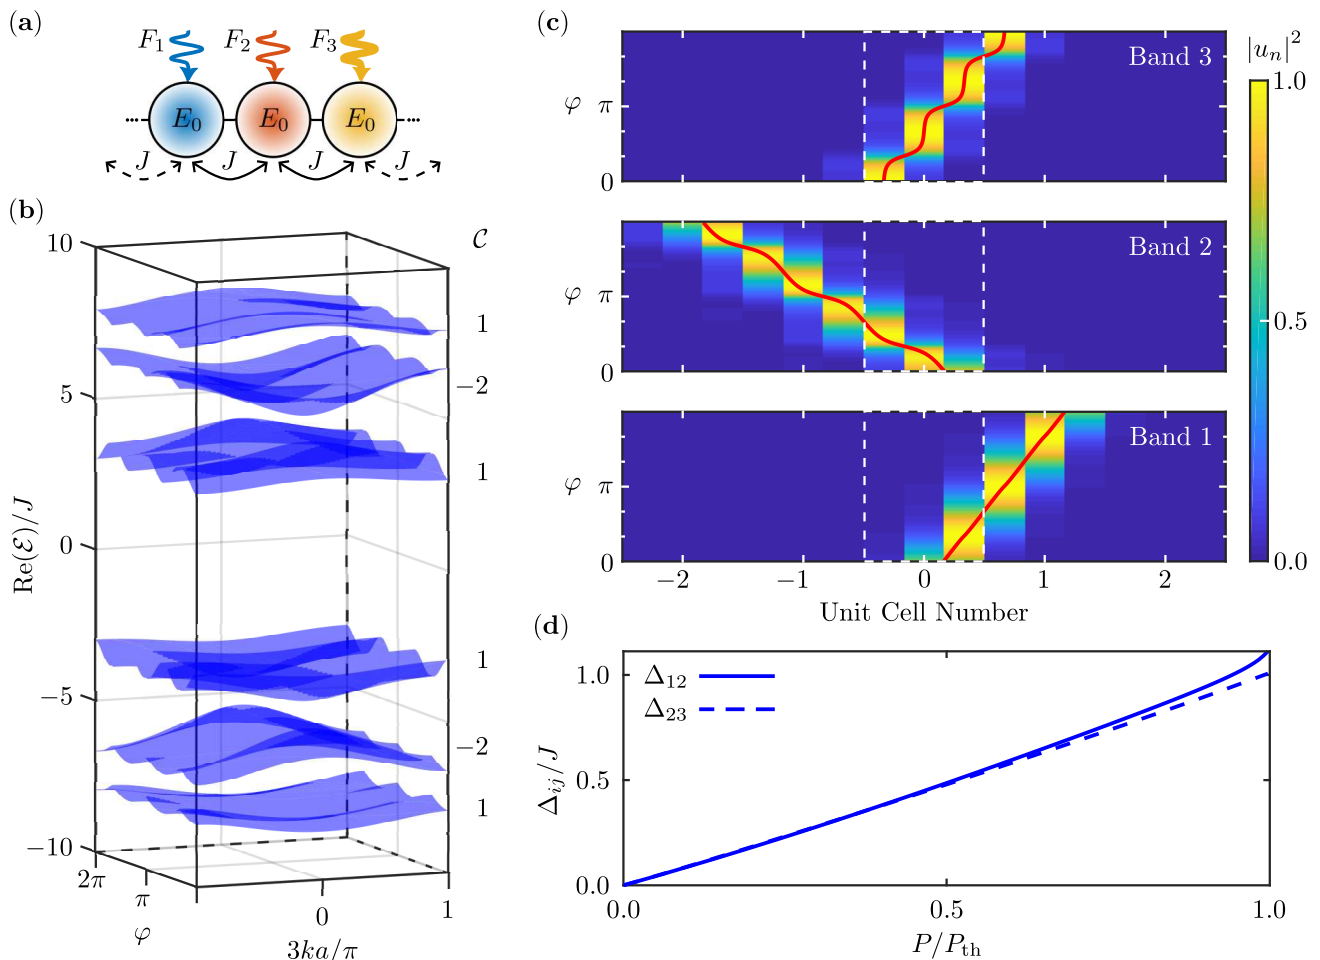 (a)
F₁ F₂ F₃
E₀ E₀ E₀
J J J J
(b)
C
10
5
0
−5
−10
Re(ℰ)/J
1
−2
1
1
−2
1
2π
π
φ
0
1
3ka/π
(c)
|uₙ|²
Band 3
φ π
0
Band 2
φ π
0
Band 1
φ π
0
−2 −1 0 1 2
Unit Cell Number
1.0
0.5
0.0
(d)
Δ₁₂
Δ₂₃
1.0
0.5
0.0
Δᵢⱼ/J
0.0 0.5 1.0
P/Pth